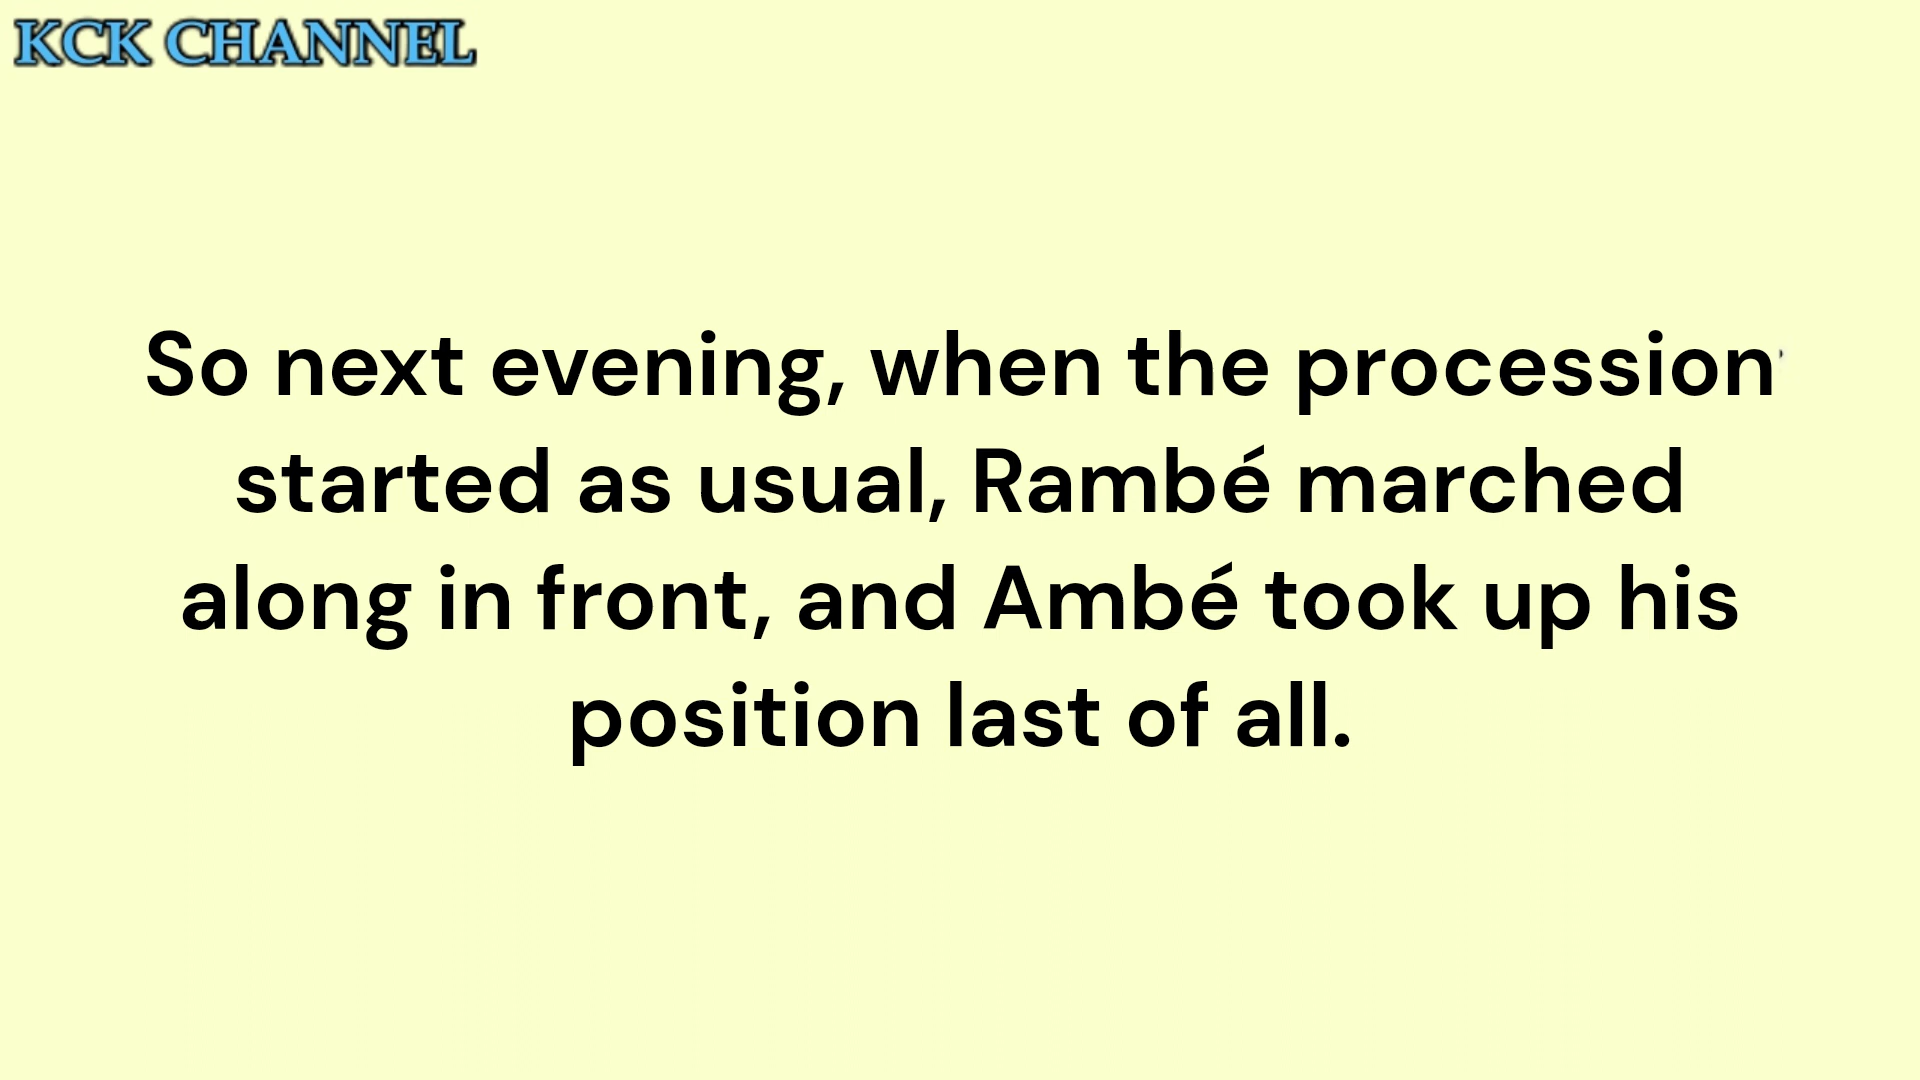 KCK CHANNEL
So next evening, when the procession
started as usual, Rambé marched
along in front, and Ambé took up his
position last of all.